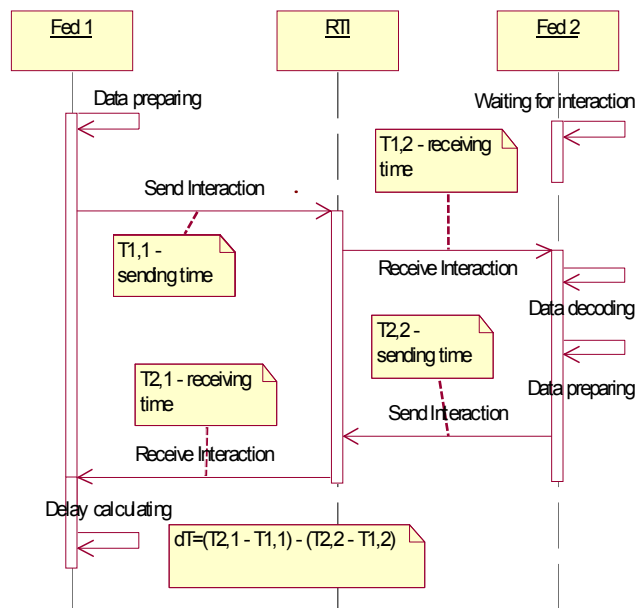 Fed 1
RTI
Fed 2
Data preparing
Waiting for interaction
T1,2 - receiving
time
Send Interaction
T1,1 -
sending time
Receive Interaction
Data decoding
T2,2 -
sending time
T2,1 - receiving
time
Data preparing
Send Interaction
Receive Interaction
Delay calculating
dT=(T2,1 - T1,1) - (T2,2 - T1,2)